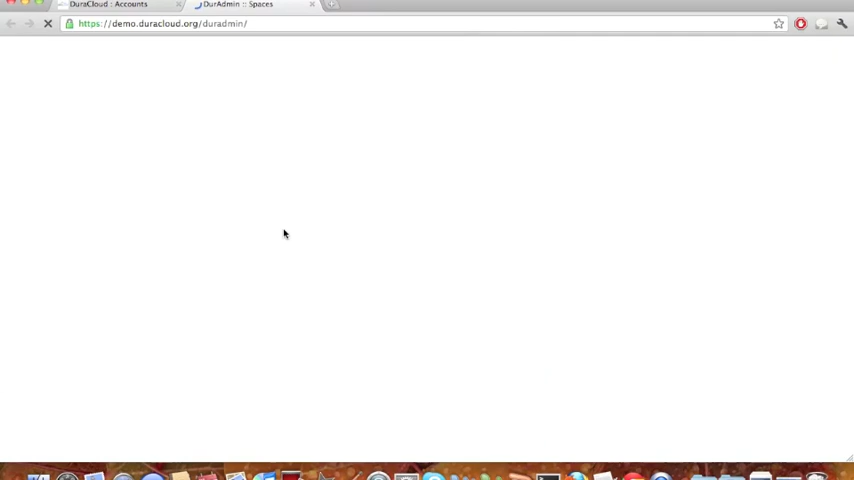 DuraCloud : Accounts
DurAdmin :: Spaces
https://demo.duracloud.org/duradmin/